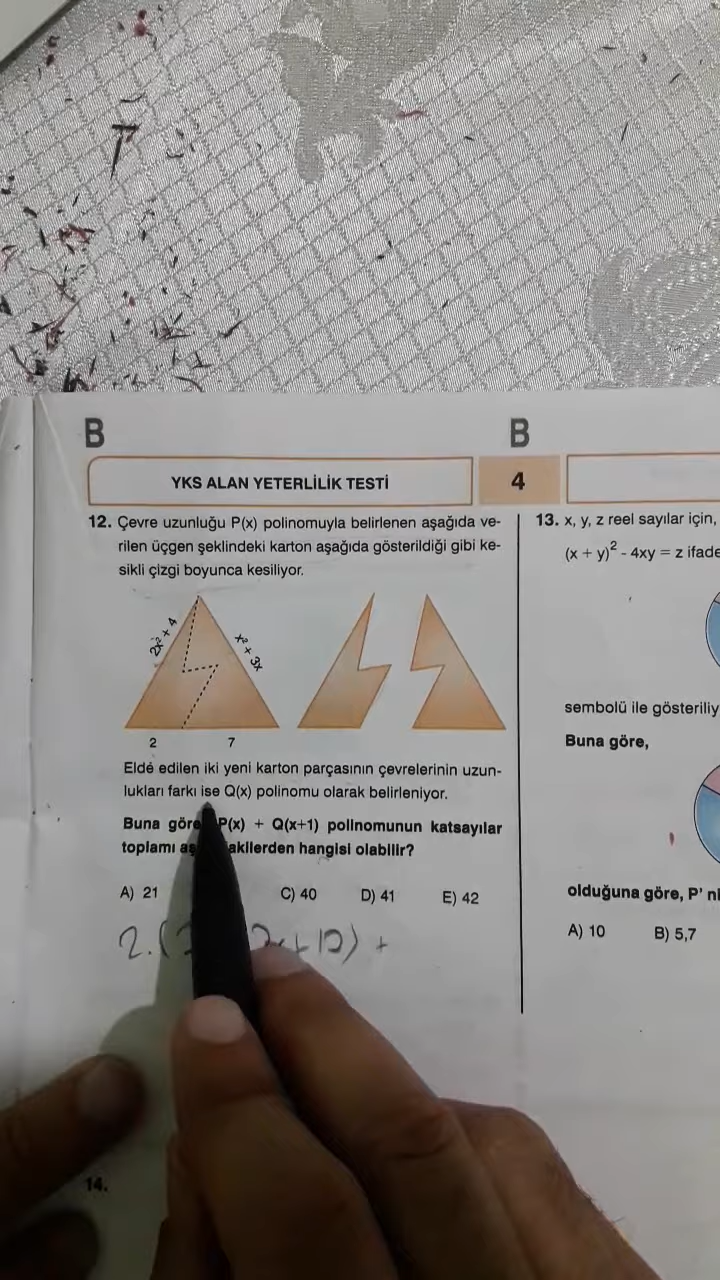 B
B
YKS ALAN YETERLİLİK TESTİ
4
12. Çevre uzunluğu P(x) polinomuyla belirlenen aşağıda ve-
rilen üçgen şeklindeki karton aşağıda gösterildiği gibi ke-
sikli çizgi boyunca kesiliyor.
2x² + 4
x² + 3x
2 7
Elde edilen iki yeni karton parçasının çevrelerinin uzun-
lukları farkı ise Q(x) polinomu olarak belirleniyor.
Buna göre P(x) + Q(x+1) polinomunun katsayılar
toplamı hangisi olabilir?
A) 21 C) 40 D) 41 E) 42
14.
13. x, y, z reel sayılar için,
(x + y)² - 4xy = z ifade
sembolü ile gösteriliy
Buna göre,
olduğuna göre, P' ni
A) 10 B) 5,7